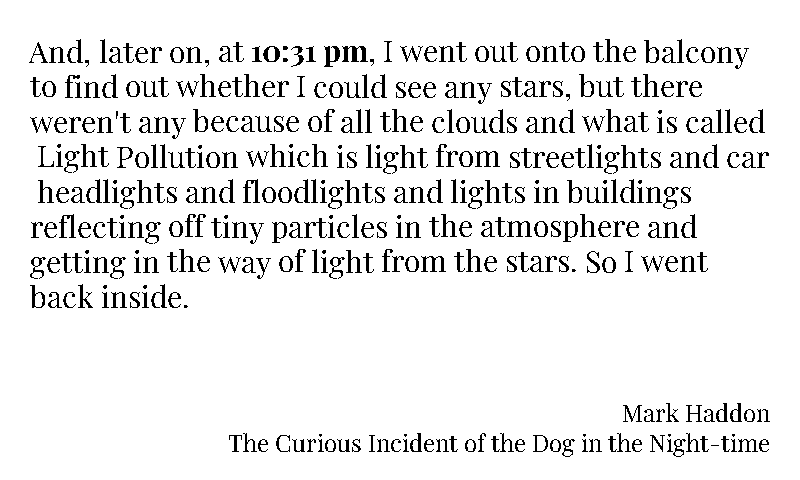 And, later on, at 10:31 pm, I went out onto the balcony
to find out whether I could see any stars, but there
weren't any because of all the clouds and what is called
Light Pollution which is light from streetlights and car
headlights and floodlights and lights in buildings
reflecting off tiny particles in the atmosphere and
getting in the way of light from the stars. So I went
back inside.
Mark Haddon
The Curious Incident of the Dog in the Night-time